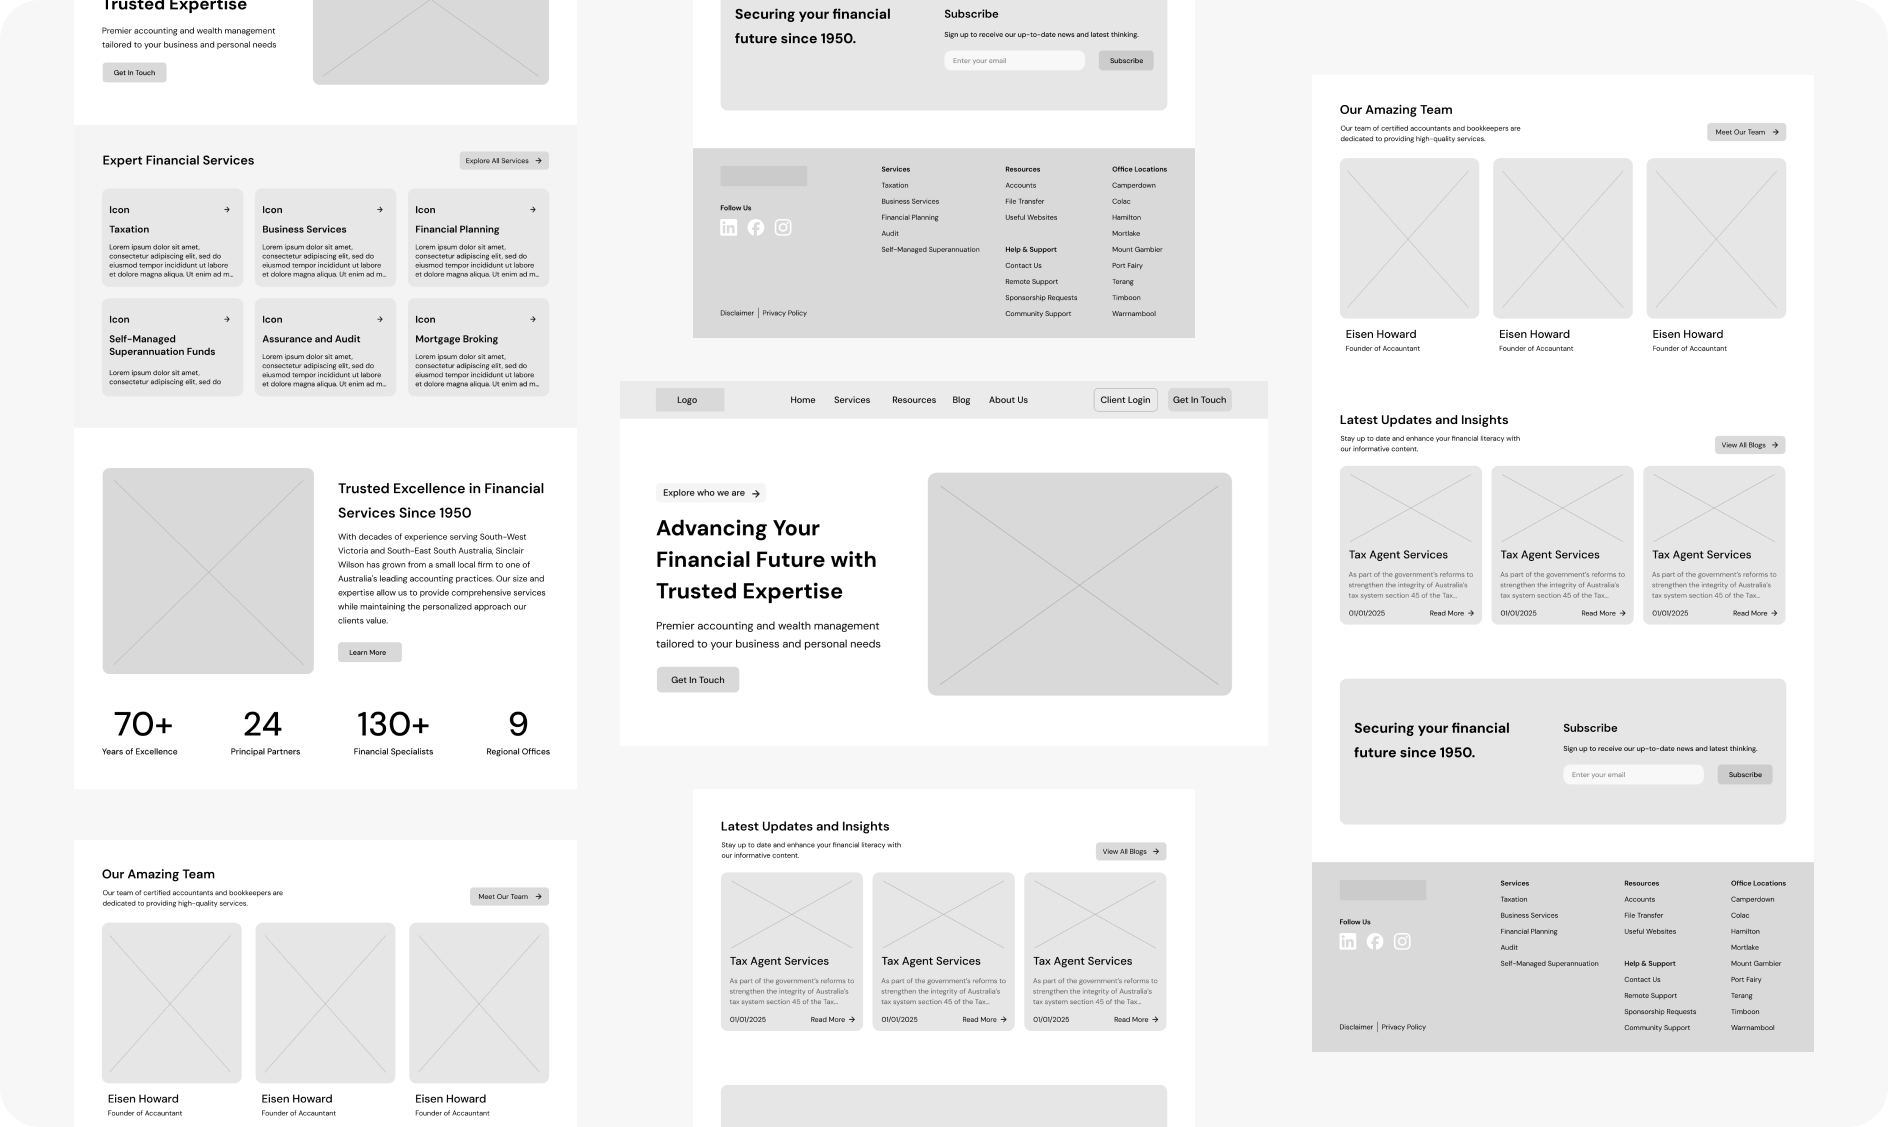 Trusted Expertise
Premier accounting and wealth management
tailored to your business and personal needs
Get In Touch
Expert Financial Services
Explore All Services
Icon
Taxation
Lorem ipsum dolor sit amet,
consectetur adipiscing elit, sed do
eiusmod tempor incididunt ut labore
et dolore magna aliqua. Ut enim ad m...
Icon
Business Services
Lorem ipsum dolor sit amet,
consectetur adipiscing elit, sed do
eiusmod tempor incididunt ut labore
et dolore magna aliqua. Ut enim ad m...
Icon
Financial Planning
Lorem ipsum dolor sit amet,
consectetur adipiscing elit, sed do
eiusmod tempor incididunt ut labore
et dolore magna aliqua. Ut enim ad m...
Icon
Self-Managed
Superannuation Funds
Lorem ipsum dolor sit amet,
consectetur adipiscing elit, sed do
Icon
Assurance and Audit
Lorem ipsum dolor sit amet,
consectetur adipiscing elit, sed do
eiusmod tempor incididunt ut labore
et dolore magna aliqua. Ut enim ad m...
Icon
Mortgage Broking
Lorem ipsum dolor sit amet,
consectetur adipiscing elit, sed do
eiusmod tempor incididunt ut labore
et dolore magna aliqua. Ut enim ad m...
Trusted Excellence in Financial
Services Since 1950
With decades of experience serving South-West
Victoria and South-East South Australia, Sinclair
Wilson has grown from a small local firm to one of
Australia's leading accounting practices. Our size and
expertise allow us to provide comprehensive services
while maintaining the personalized approach our
clients value.
Learn More
70+
Years of Excellence
24
Principal Partners
130+
Financial Specialists
9
Regional Offices
Our Amazing Team
Our team of certified accountants and bookkeepers are
dedicated to providing high-quality services.
Meet Our Team
Eisen Howard
Founder of Accauntant
Eisen Howard
Founder of Accauntant
Eisen Howard
Founder of Accauntant
Securing your financial
future since 1950.
Subscribe
Sign up to receive our up-to-date news and latest thinking.
Enter your email
Subscribe
Follow Us
Disclaimer | Privacy Policy
Services
Taxation
Business Services
Financial Planning
Audit
Self-Managed Superannuation
Resources
Accounts
File Transfer
Useful Websites
Help & Support
Contact Us
Remote Support
Sponsorship Requests
Community Support
Office Locations
Camperdown
Colac
Hamilton
Mortlake
Mount Gambier
Port Fairy
Terang
Timboon
Warrnambool
Logo
Home
Services
Resources
Blog
About Us
Client Login
Get In Touch
Explore who we are
Advancing Your
Financial Future with
Trusted Expertise
Premier accounting and wealth management
tailored to your business and personal needs
Get In Touch
Latest Updates and Insights
Stay up to date and enhance your financial literacy with
our informative content.
View All Blogs
Tax Agent Services
As part of the government's reforms to
strengthen the integrity of Australia's
tax system section 45 of the Tax...
01/01/2025
Read More
Tax Agent Services
As part of the government's reforms to
strengthen the integrity of Australia's
tax system section 45 of the Tax...
01/01/2025
Read More
Tax Agent Services
As part of the government's reforms to
strengthen the integrity of Australia's
tax system section 45 of the Tax...
01/01/2025
Read More
Our Amazing Team
Our team of certified accountants and bookkeepers are
dedicated to providing high-quality services.
Meet Our Team
Eisen Howard
Founder of Accauntant
Eisen Howard
Founder of Accauntant
Eisen Howard
Founder of Accauntant
Latest Updates and Insights
Stay up to date and enhance your financial literacy with
our informative content.
View All Blogs
Tax Agent Services
As part of the government's reforms to
strengthen the integrity of Australia's
tax system section 45 of the Tax...
01/01/2025
Read More
Tax Agent Services
As part of the government's reforms to
strengthen the integrity of Australia's
tax system section 45 of the Tax...
01/01/2025
Read More
Tax Agent Services
As part of the government's reforms to
strengthen the integrity of Australia's
tax system section 45 of the Tax...
01/01/2025
Read More
Securing your financial
future since 1950.
Subscribe
Sign up to receive our up-to-date news and latest thinking.
Enter your email
Subscribe
Follow Us
Disclaimer | Privacy Policy
Services
Taxation
Business Services
Financial Planning
Audit
Self-Managed Superannuation
Resources
Accounts
File Transfer
Useful Websites
Help & Support
Contact Us
Remote Support
Sponsorship Requests
Community Support
Office Locations
Camperdown
Colac
Hamilton
Mortlake
Mount Gambier
Port Fairy
Terang
Timboon
Warrnambool